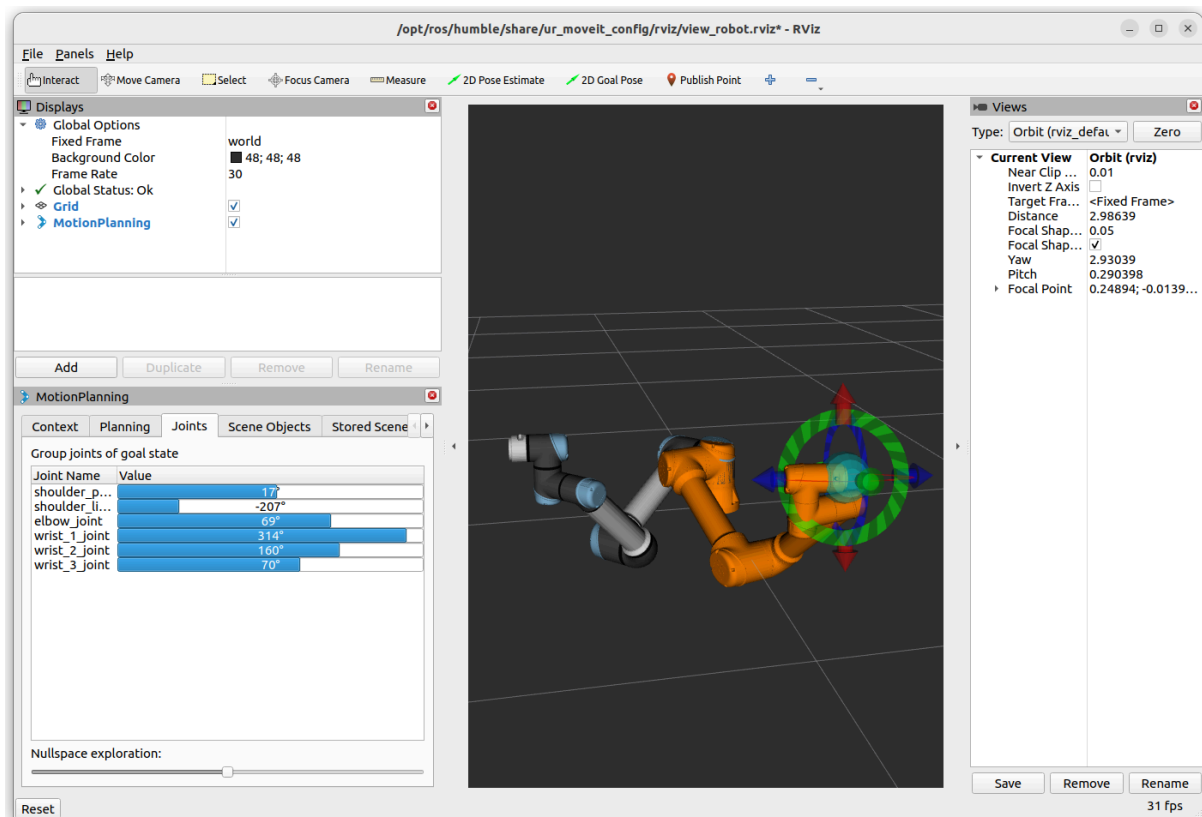 /opt/ros/humble/share/ur_moveit_config/rviz/view_robot.rviz* - RViz
File Panels Help
Interact Move Camera Select Focus Camera Measure 2D Pose Estimate 2D Goal Pose Publish Point
Displays
Global Options
Fixed Frame world
Background Color 48; 48; 48
Frame Rate 30
Global Status: Ok
Grid
MotionPlanning
Add Duplicate Remove Rename
MotionPlanning
Context Planning Joints Scene Objects Stored Scene
Group joints of goal state
Joint Name Value
shoulder_p... 17°
shoulder_li... -207°
elbow_joint 69°
wrist_1_joint 314°
wrist_2_joint 160°
wrist_3_joint 70°
Nullspace exploration:
Reset
Views
Type: Orbit (rviz_defau Zero
Current View Orbit (rviz)
Near Clip ... 0.01
Invert Z Axis
Target Fra... <Fixed Frame>
Distance 2.98639
Focal Shap... 0.05
Focal Shap...
Yaw 2.93039
Pitch 0.290398
Focal Point 0.24894; -0.0139...
Save Remove Rename
31 fps